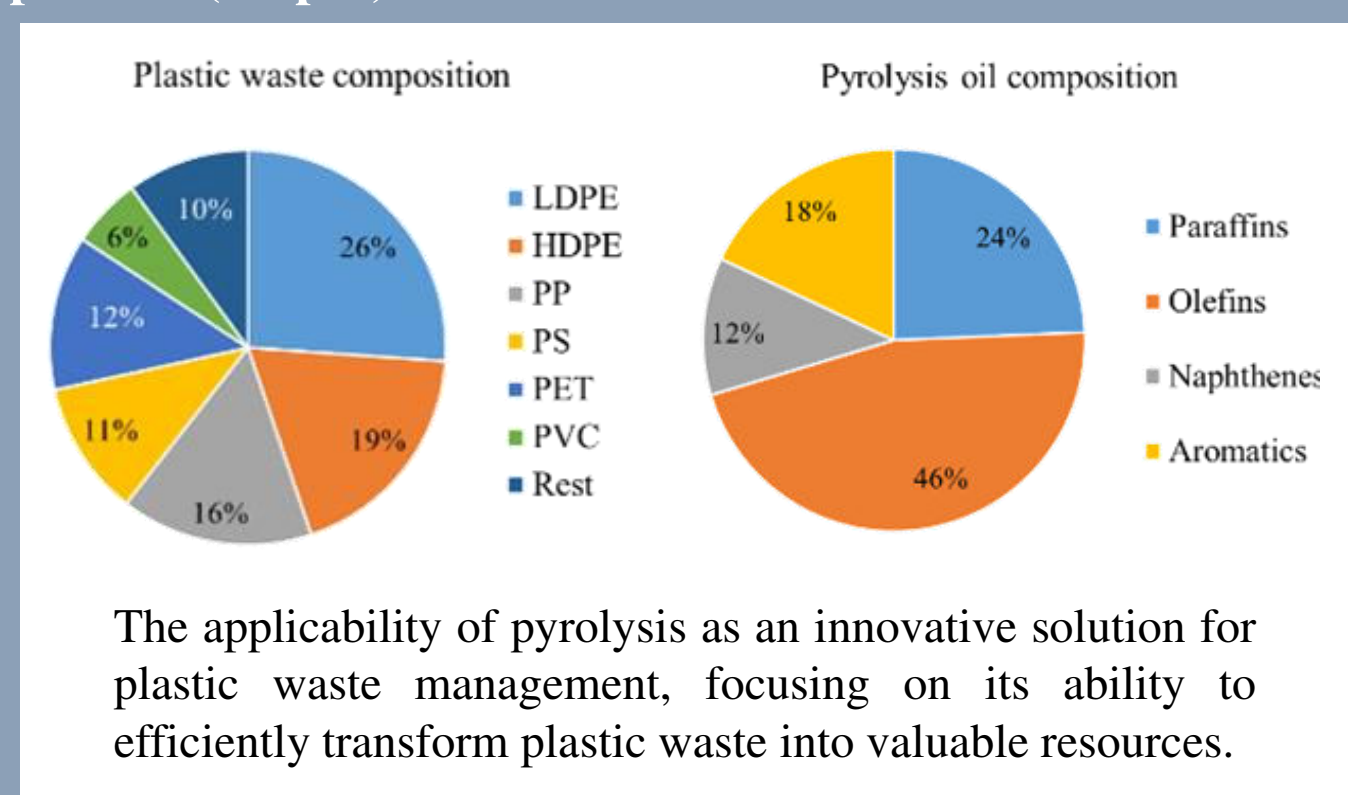 Plastic waste composition
10%
6%
26%
12%
11%
19%
16%
LDPE
HDPE
PP
PS
PET
PVC
Rest
Pyrolysis oil composition
18%
24%
12%
46%
Paraffins
Olefins
Naphthenes
Aromatics
The applicability of pyrolysis as an innovative solution for
plastic waste management, focusing on its ability to
efficiently transform plastic waste into valuable resources.